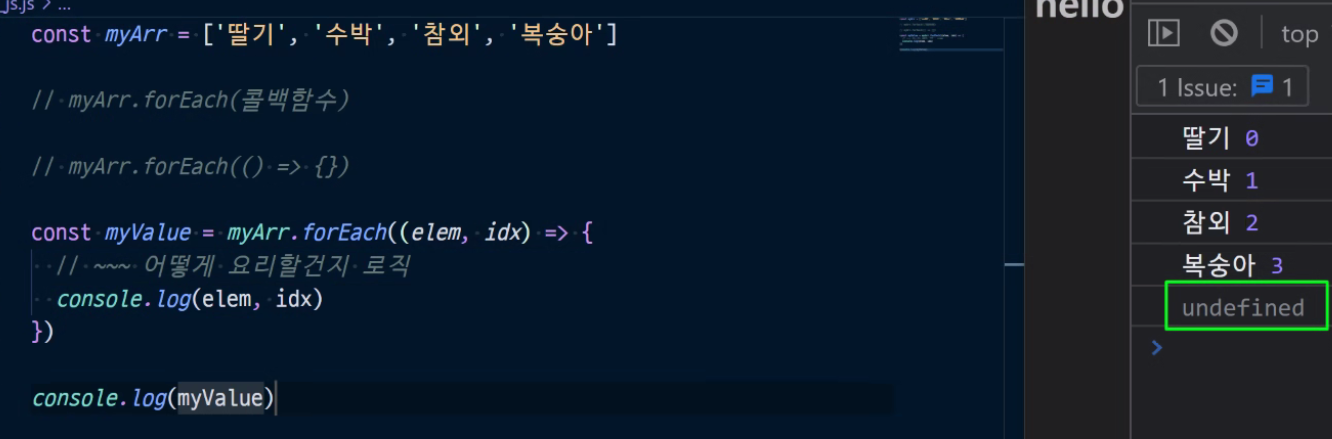 _js.js > ...
const myArr = ['딸기', '수박', '참외', '복숭아']
// myArr.forEach(콜백함수)
// myArr.forEach(() => {})
const myValue = myArr.forEach((elem, idx) => {
// ~~~ 어떻게 요리할건지 로직
console.log(elem, idx)
})
console.log(myValue)
hello
top
1 Issue: 1
딸기 0
수박 1
참외 2
복숭아 3
undefined
>